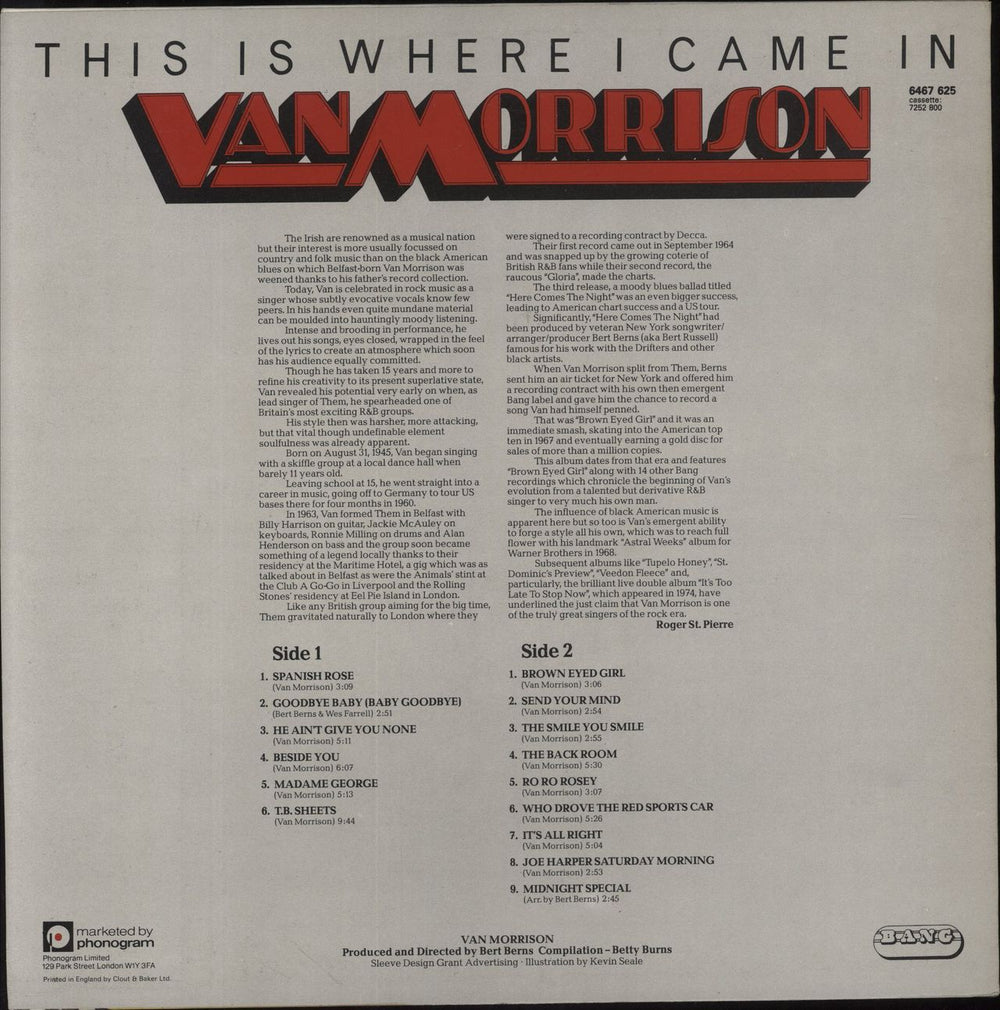 THIS IS WHERE I CAME IN
VAN MORRISON
6467 625
cassette:
7252 800
The Irish are renowned as a musical nation
but their interest is more usually focussed on
country and folk music than on the black American
blues on which Belfast-born Van Morrison was
weened thanks to his father's record collection.
Today, Van is celebrated in rock music as a
singer whose subtly evocative vocals know few
peers. In his hands even quite mundane material
can be moulded into hauntingly moody listening.
Intense and brooding in performance, he
lives out his songs, eyes closed, wrapped in the feel
of the lyrics to create an atmosphere which soon
has his audience equally committed.
Though he has taken 15 years and more to
refine his creativity to its present superlative state,
Van revealed his potential very early on when, as
lead singer of Them, he spearheaded one of
Britain's most exciting R&B groups.
His style then was harsher, more attacking,
but that vital though undefinable element
soulfulness was already apparent.
Born on August 31, 1945, Van began singing
with a skiffle group at a local dance hall when
barely 11 years old.
Leaving school at 15, he went straight into a
career in music, going off to Germany to tour US
bases there for four months in 1960.
In 1963, Van formed Them in Belfast with
Billy Harrison on guitar, Jackie McAuley on
keyboards, Ronnie Milling on drums and Alan
Henderson on bass and the group soon became
something of a legend locally thanks to their
residency at the Maritime Hotel, a gig which was as
talked about in Belfast as were the Animals' stint at
the Club A Go-Go in Liverpool and the Rolling
Stones' residency at Eel Pie Island in London.
Like any British group aiming for the big time,
Them gravitated naturally to London where they
were signed to a recording contract by Decca.
Their first record came out in September 1964
and was snapped up by the growing coterie of
British R&B fans while their second record, the
raucous "Gloria", made the charts.
The third release, a moody blues ballad titled
"Here Comes The Night" was an even bigger success,
leading to American chart success and a US tour.
Significantly, "Here Comes The Night" had
been produced by veteran New York songwriter/
arranger/producer Bert Berns (aka Bert Russell)
famous for his work with the Drifters and other
black artists.
When Van Morrison split from Them, Berns
sent him an air ticket for New York and offered him
a recording contract with his own then emergent
Bang label and gave him the chance to record a
song Van had himself penned.
That was "Brown Eyed Girl" and it was an
immediate smash, skating into the American top
ten in 1967 and eventually earning a gold disc for
sales of more than a million copies.
This album dates from that era and features
"Brown Eyed Girl" along with 14 other Bang
recordings which chronicle the beginning of Van's
evolution from a talented but derivative R&B
singer to very much his own man.
The influence of black American music is
apparent here but so too is Van's emergent ability
to forge a style all his own, which was to reach full
flower with his landmark "Astral Weeks" album for
Warner Brothers in 1968.
Subsequent albums like "Tupelo Honey", "St.
Dominic's Preview", "Veedon Fleece" and,
particularly, the brilliant live double album "It's Too
Late To Stop Now", which appeared in 1974, have
underlined the just claim that Van Morrison is one
of the truly great singers of the rock era.
Roger St. Pierre
Side 1
1. SPANISH ROSE
(Van Morrison) 3:09
2. GOODBYE BABY (BABY GOODBYE)
(Bert Berns & Wes Farrell) 2:51
3. HE AIN'T GIVE YOU NONE
(Van Morrison) 5:11
4. BESIDE YOU
(Van Morrison) 6:07
5. MADAME GEORGE
(Van Morrison) 5:13
6. T.B. SHEETS
(Van Morrison) 9:44
Side 2
1. BROWN EYED GIRL
(Van Morrison) 3:06
2. SEND YOUR MIND
(Van Morrison) 2:54
3. THE SMILE YOU SMILE
(Van Morrison) 2:55
4. THE BACK ROOM
(Van Morrison) 5:30
5. RO RO ROSEY
(Van Morrison) 3:07
6. WHO DROVE THE RED SPORTS CAR
(Van Morrison) 5:26
7. IT'S ALL RIGHT
(Van Morrison) 5:04
8. JOE HARPER SATURDAY MORNING
(Van Morrison) 2:53
9. MIDNIGHT SPECIAL
(Arr. by Bert Berns) 2:45
marketed by
phonogram
Phonogram Limited
129 Park Street London W1Y 3FA
Printed in England by Clout & Baker Ltd.
VAN MORRISON
Produced and Directed by Bert Berns Compilation – Betty Burns
Sleeve Design Grant Advertising · Illustration by Kevin Seale
BANG